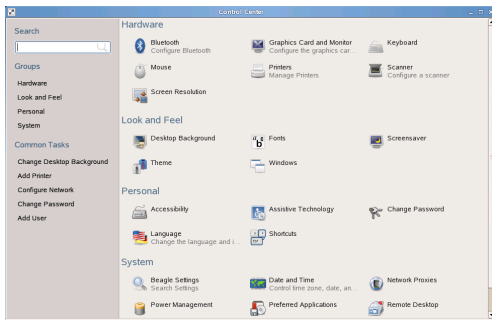 Control Center
Search
Groups
Hardware
Look and Feel
Personal
System
Common Tasks
Change Desktop Background
Add Printer
Configure Network
Change Password
Add User
Hardware
Bluetooth
Configure Bluetooth
Graphics Card and Monitor
Configure the graphics car...
Keyboard
Mouse
Printers
Manage Printers
Scanner
Configure a scanner
Screen Resolution
Look and Feel
Desktop Background
Fonts
Screensaver
Theme
Windows
Personal
Accessibility
Assistive Technology
Change Password
Language
Change the language and i...
Shortcuts
System
Beagle Settings
Search Settings
Date and Time
Control time zone, date, an...
Network Proxies
Power Management
Preferred Applications
Remote Desktop